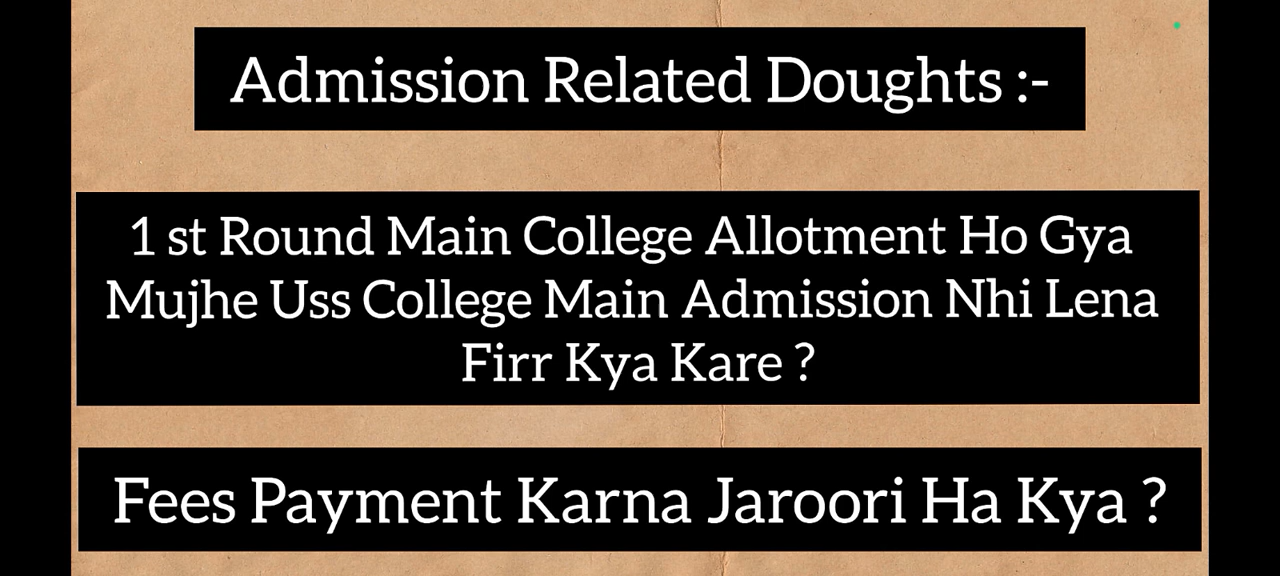 Admission Related Doughts :-
1 st Round Main College Allotment Ho Gya
Mujhe Uss College Main Admission Nhi Lena
Firr Kya Kare ?
Fees Payment Karna Jaroori Ha Kya ?